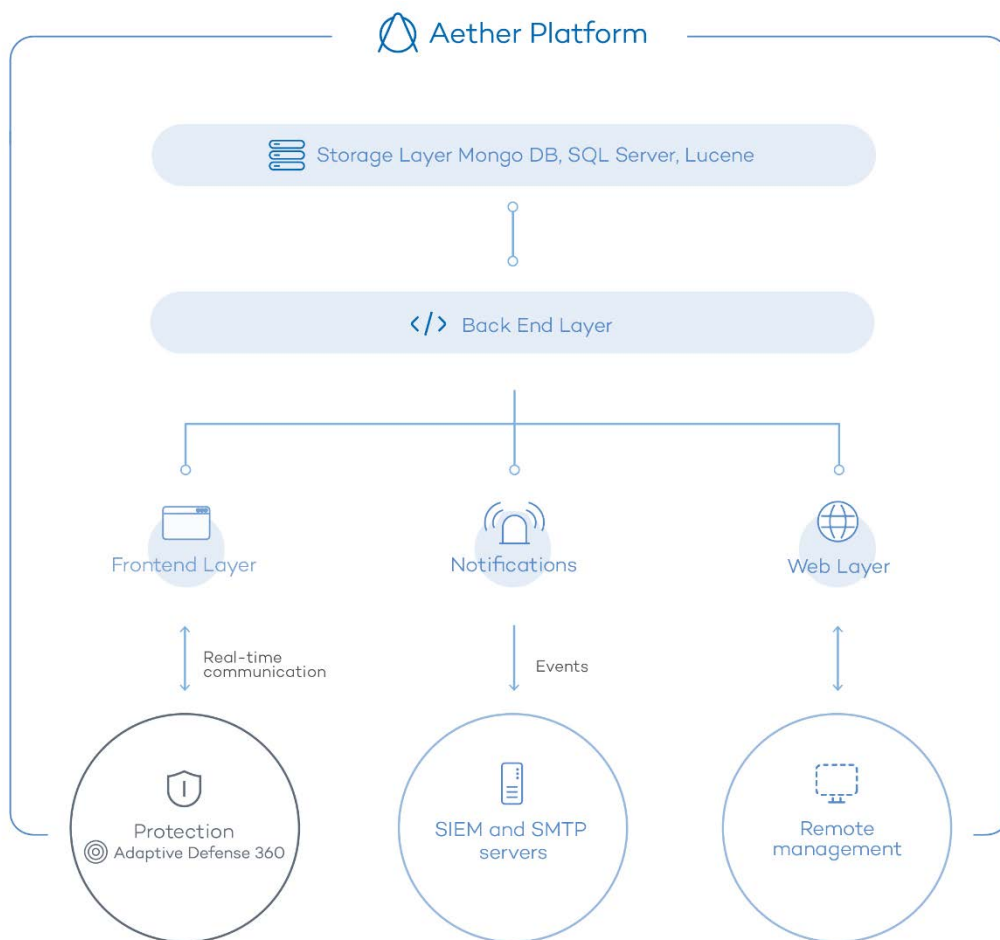 Aether Platform
Storage Layer Mongo DB, SQL Server, Lucene
</> Back End Layer
Frontend Layer
Notifications
Web Layer
Real-time
communication
Events
Protection
Adaptive Defense 360
SIEM and SMTP
servers
Remote
management